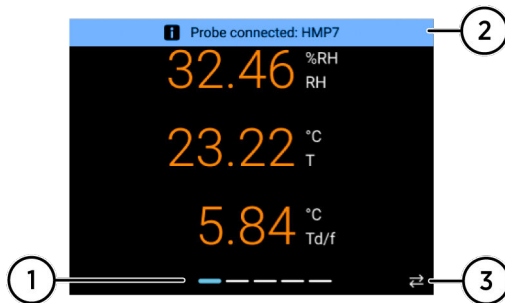 Probe connected: HMP7
2
32.46 %RH
RH
23.22 °C
T
5.84 °C
Td/f
1
3